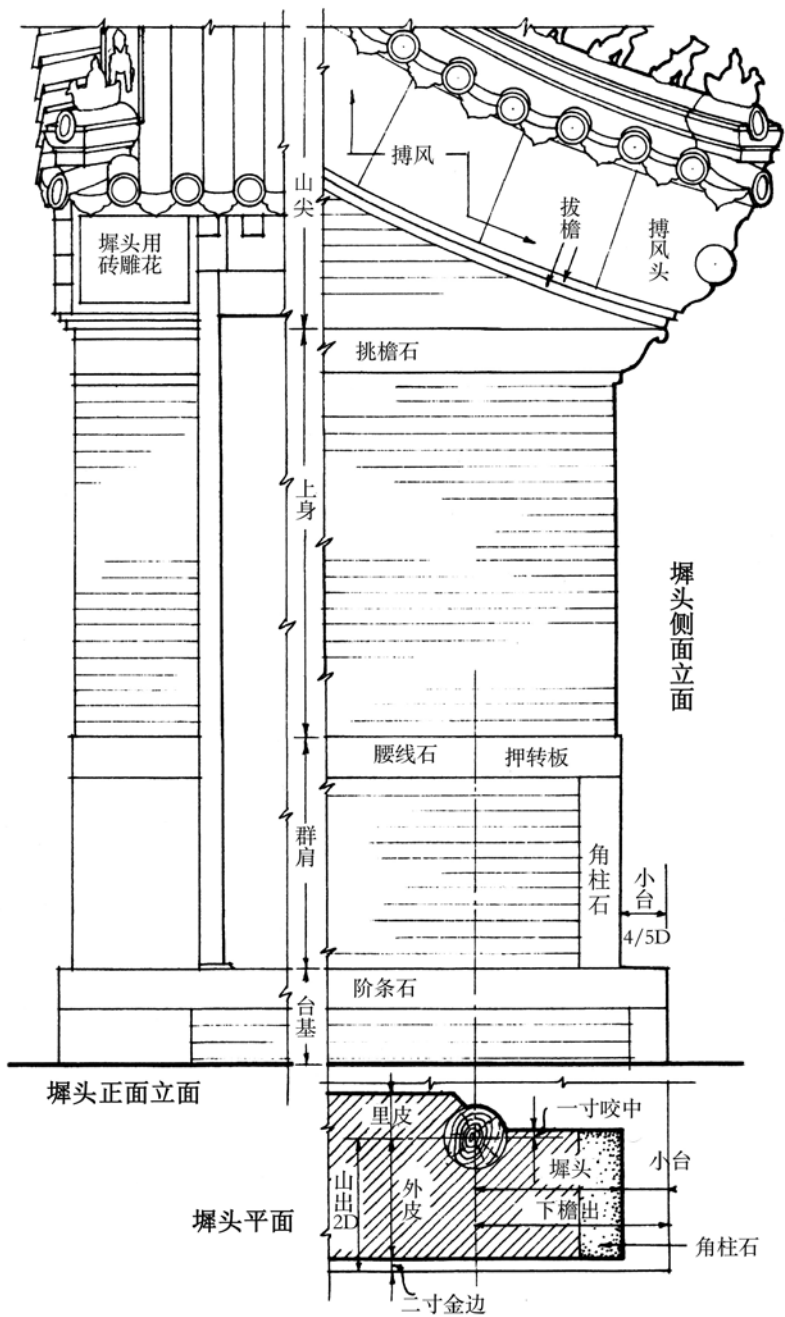 搏风
山尖
拔檐
搏风头
墀头用
砖雕花
挑檐石
上身
墀头侧面立面
腰线石
押转板
群肩
角柱石
小台
4/5D
阶条石
台基
墀头正面立面
里皮
一寸咬中
墀头
小台
山出
2D
外皮
下檐出
墀头平面
角柱石
二寸金边